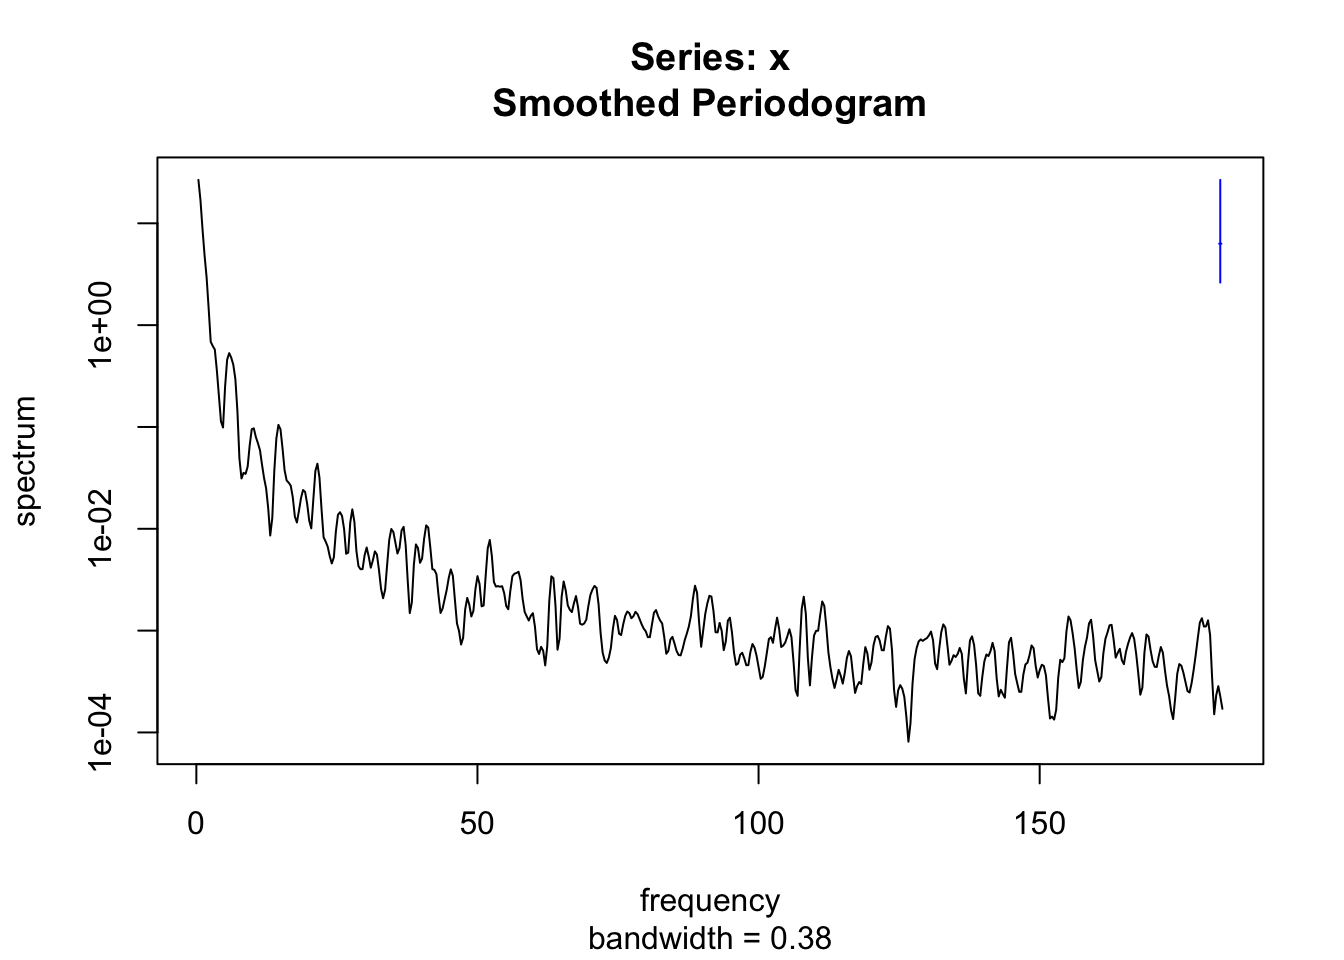 Series: x
Smoothed Periodogram
spectrum
1e+00
1e-02
1e-04
0 50 100 150
frequency
bandwidth = 0.38